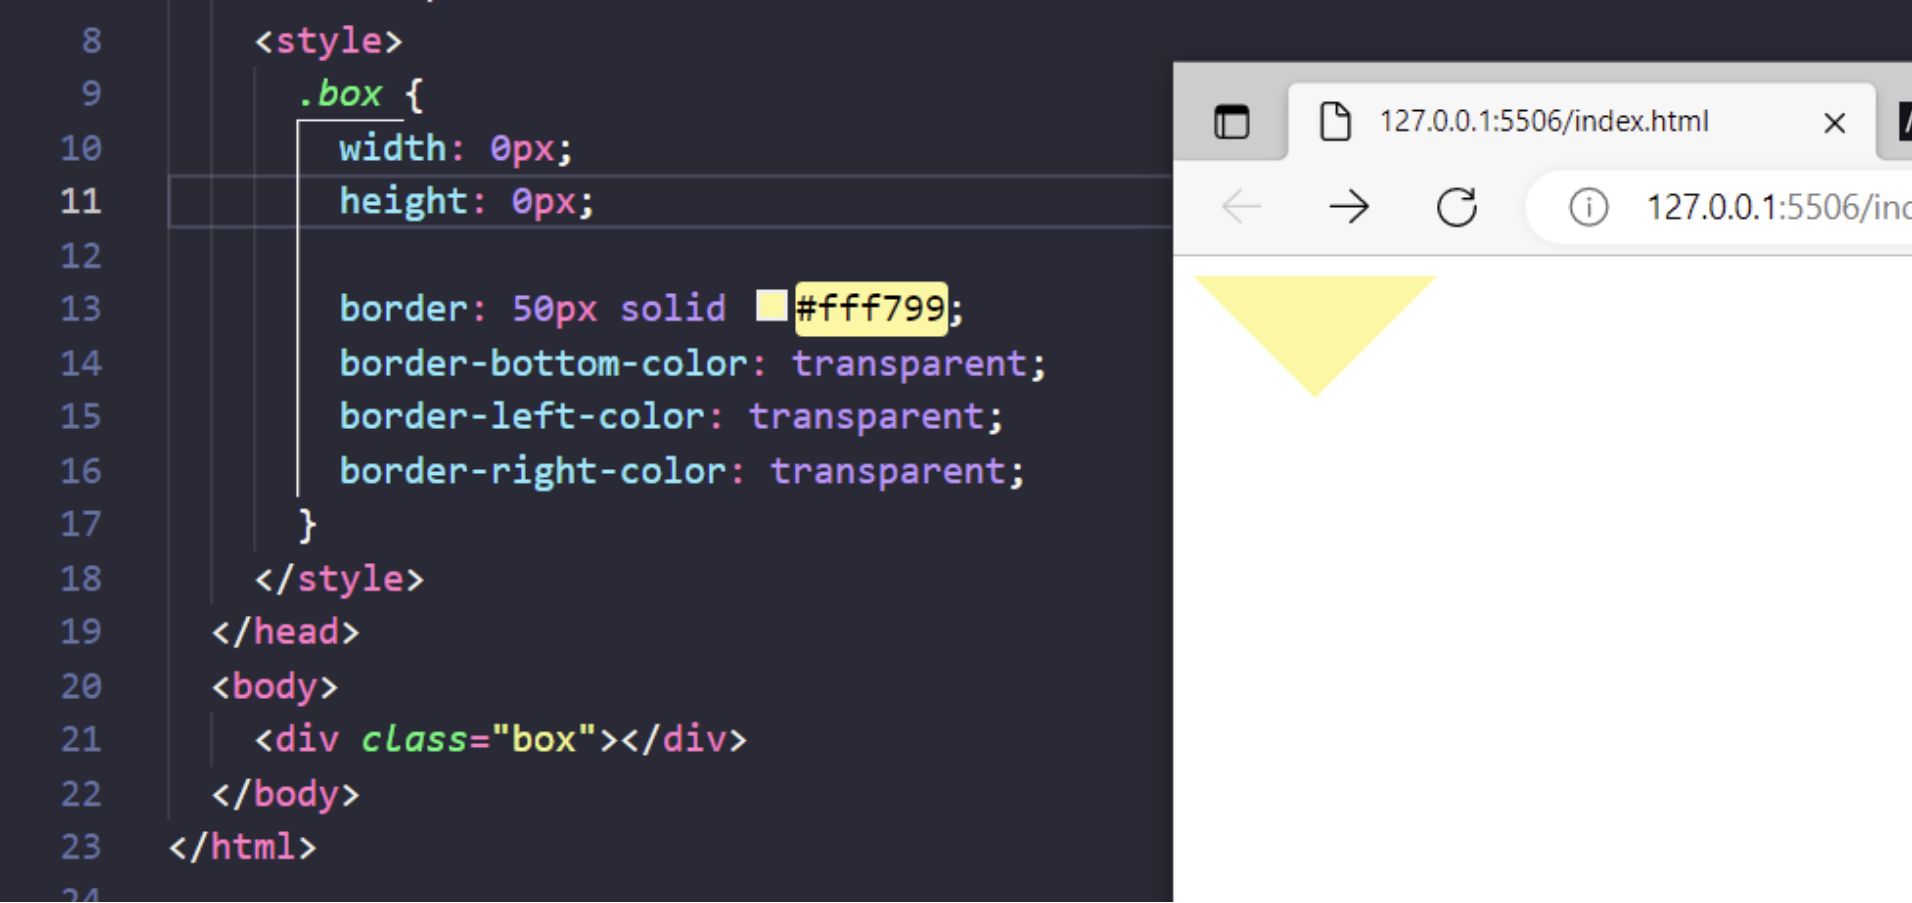 8 <style>
9 .box {
10 width: 0px;
11 height: 0px;
12
13 border: 50px solid #fff799;
14 border-bottom-color: transparent;
15 border-left-color: transparent;
16 border-right-color: transparent;
17 }
18 </style>
19 </head>
20 <body>
21 <div class="box"></div>
22 </body>
23 </html>
24
127.0.0.1:5506/index.html
127.0.0.1:5506/ind